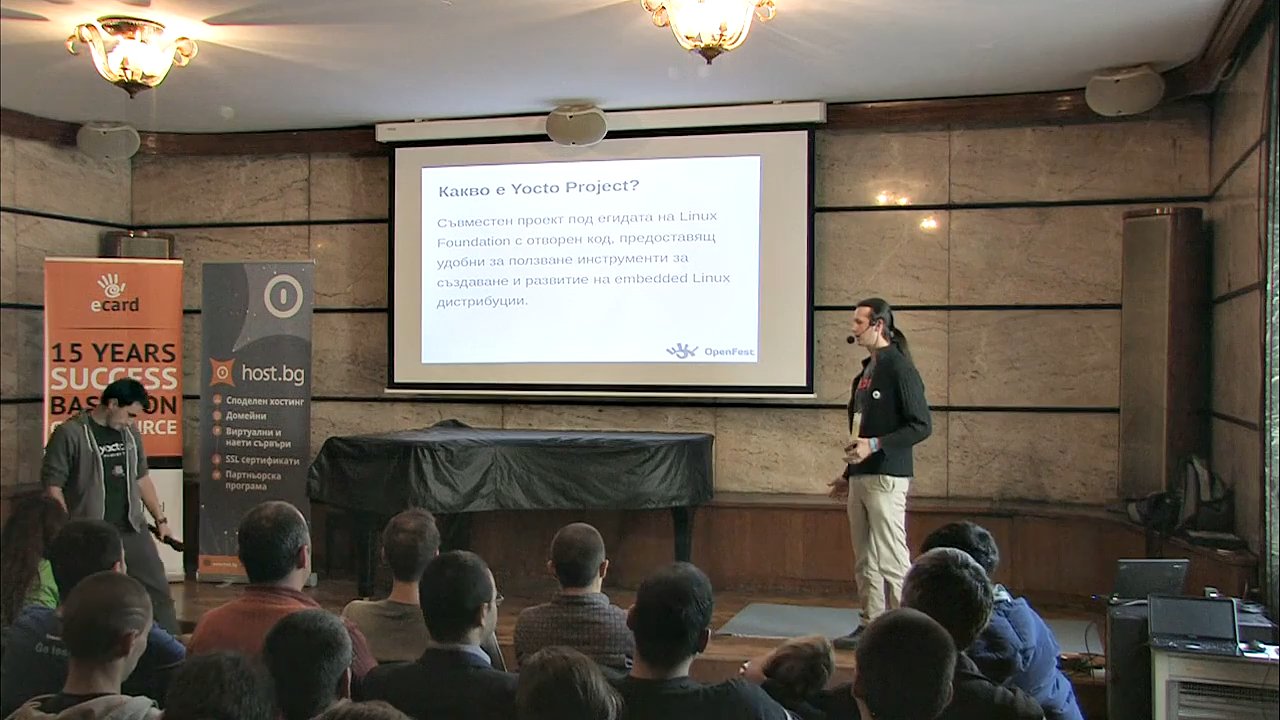 Какво е Yocto Project?
Съвместен проект под егидата на Linux
Foundation с отворен код, предоставящ
удобни за ползване инструменти за
създаване и развитие на embedded Linux
дистрибуции.
OpenFest
ecard
15 YEARS
SUCCESS
host.bg
Споделен хостинг
Домейни
Виртуални и
наети сървъри
SSL сертификати
Партньорска
програма